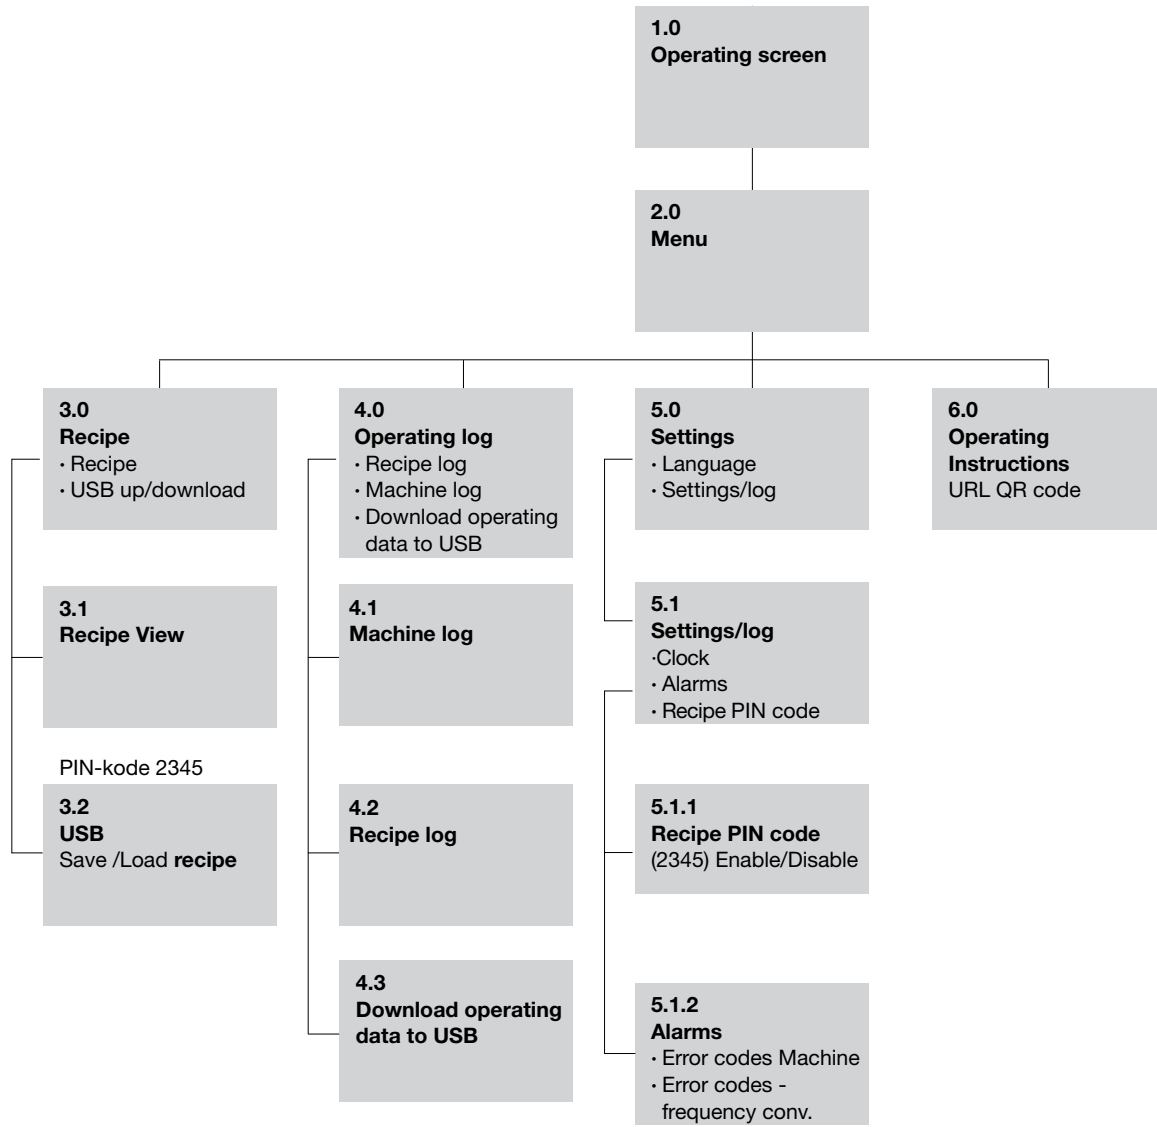 1.0
Operating screen
2.0
Menu
3.0
Recipe
· Recipe
· USB up/download
4.0
Operating log
· Recipe log
· Machine log
· Download operating
data to USB
5.0
Settings
· Language
· Settings/log
6.0
Operating
Instructions
URL QR code
3.1
Recipe View
4.1
Machine log
5.1
Settings/log
·Clock
· Alarms
· Recipe PIN code
PIN-kode 2345
3.2
USB
Save /Load recipe
4.2
Recipe log
5.1.1
Recipe PIN code
(2345) Enable/Disable
4.3
Download operating
data to USB
5.1.2
Alarms
· Error codes Machine
· Error codes -
frequency conv.